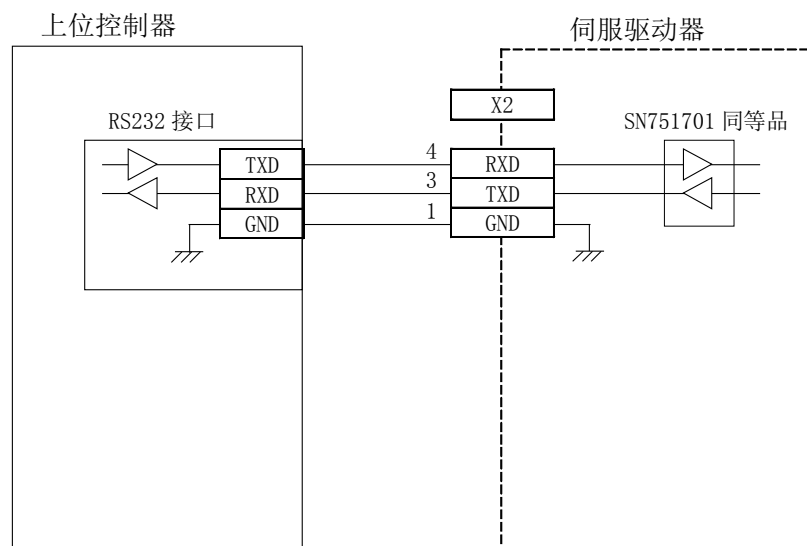 上位控制器
伺服驱动器
X2
RS232 接口
SN751701 同等品
TXD 4 RXD
RXD 3 TXD
GND 1 GND